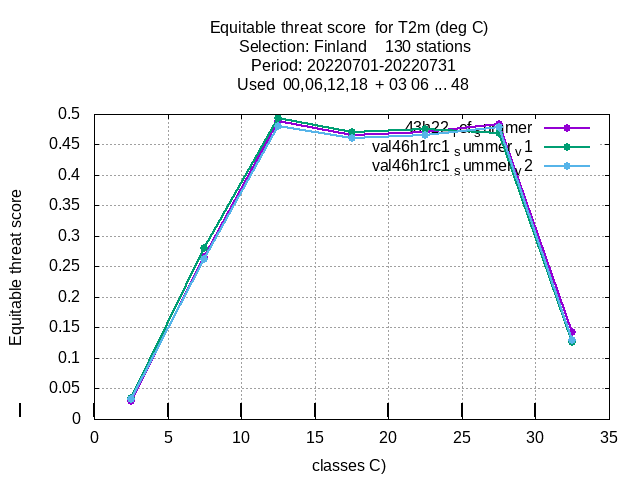 Equitable threat score for T2m (deg C)
Selection: Finland 130 stations
Period: 20220701-20220731
Used 00,06,12,18 + 03 06 ... 48
0.5
0.45
0.4
0.35
0.3
0.25
0.2
0.15
0.1
0.05
0
Equitable threat score
val46h1rc1summerv1
val46h1rc1summerv2
0 5 10 15 20 25 30 35
classes C)